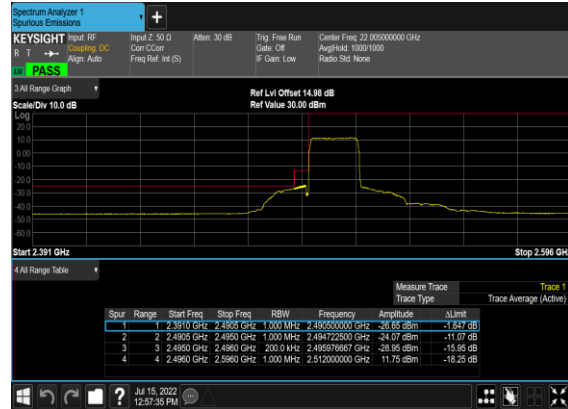 Spectrum Analyzer 1
Spurious Emissions
KEYSIGHT Input: RF Input Z: 50 Ω Atten: 30 dB Trig: Free Run Center Freq: 22.005000000 GHz
R T Coupling: DC Corr CCorr Gate: Off Avg|Hold: 1000/1000
Align: Auto Freq Ref: Int (S) IF Gain: Low Radio Std: None
PASS
3 All Range Graph
Ref Lvl Offset 14.98 dB
Scale/Div 10.0 dB Ref Value 30.00 dBm
Log
20.0
10.0
0.00
-10.0
-20.0
-30.0
-40.0
-50.0
-60.0
Start 2.391 GHz Stop 2.596 GH
4 All Range Table
Measure Trace Trace 1
Trace Type Trace Average (Active)
Spur Range Start Freq Stop Freq RBW Frequency Amplitude ΔLimit
1 1 2.3910 GHz 2.4905 GHz 1.000 MHz 2.490500000 GHz -26.65 dBm -1.647 dB
2 2 2.4905 GHz 2.4950 GHz 1.000 MHz 2.494722500 GHz -24.07 dBm -11.07 dB
3 3 2.4950 GHz 2.4960 GHz 200.0 kHz 2.495976667 GHz -28.95 dBm -15.95 dB
4 4 2.4960 GHz 2.5960 GHz 1.000 MHz 2.512000000 GHz 11.75 dBm -18.25 dB
Jul 15, 2022
12:57:35 PM